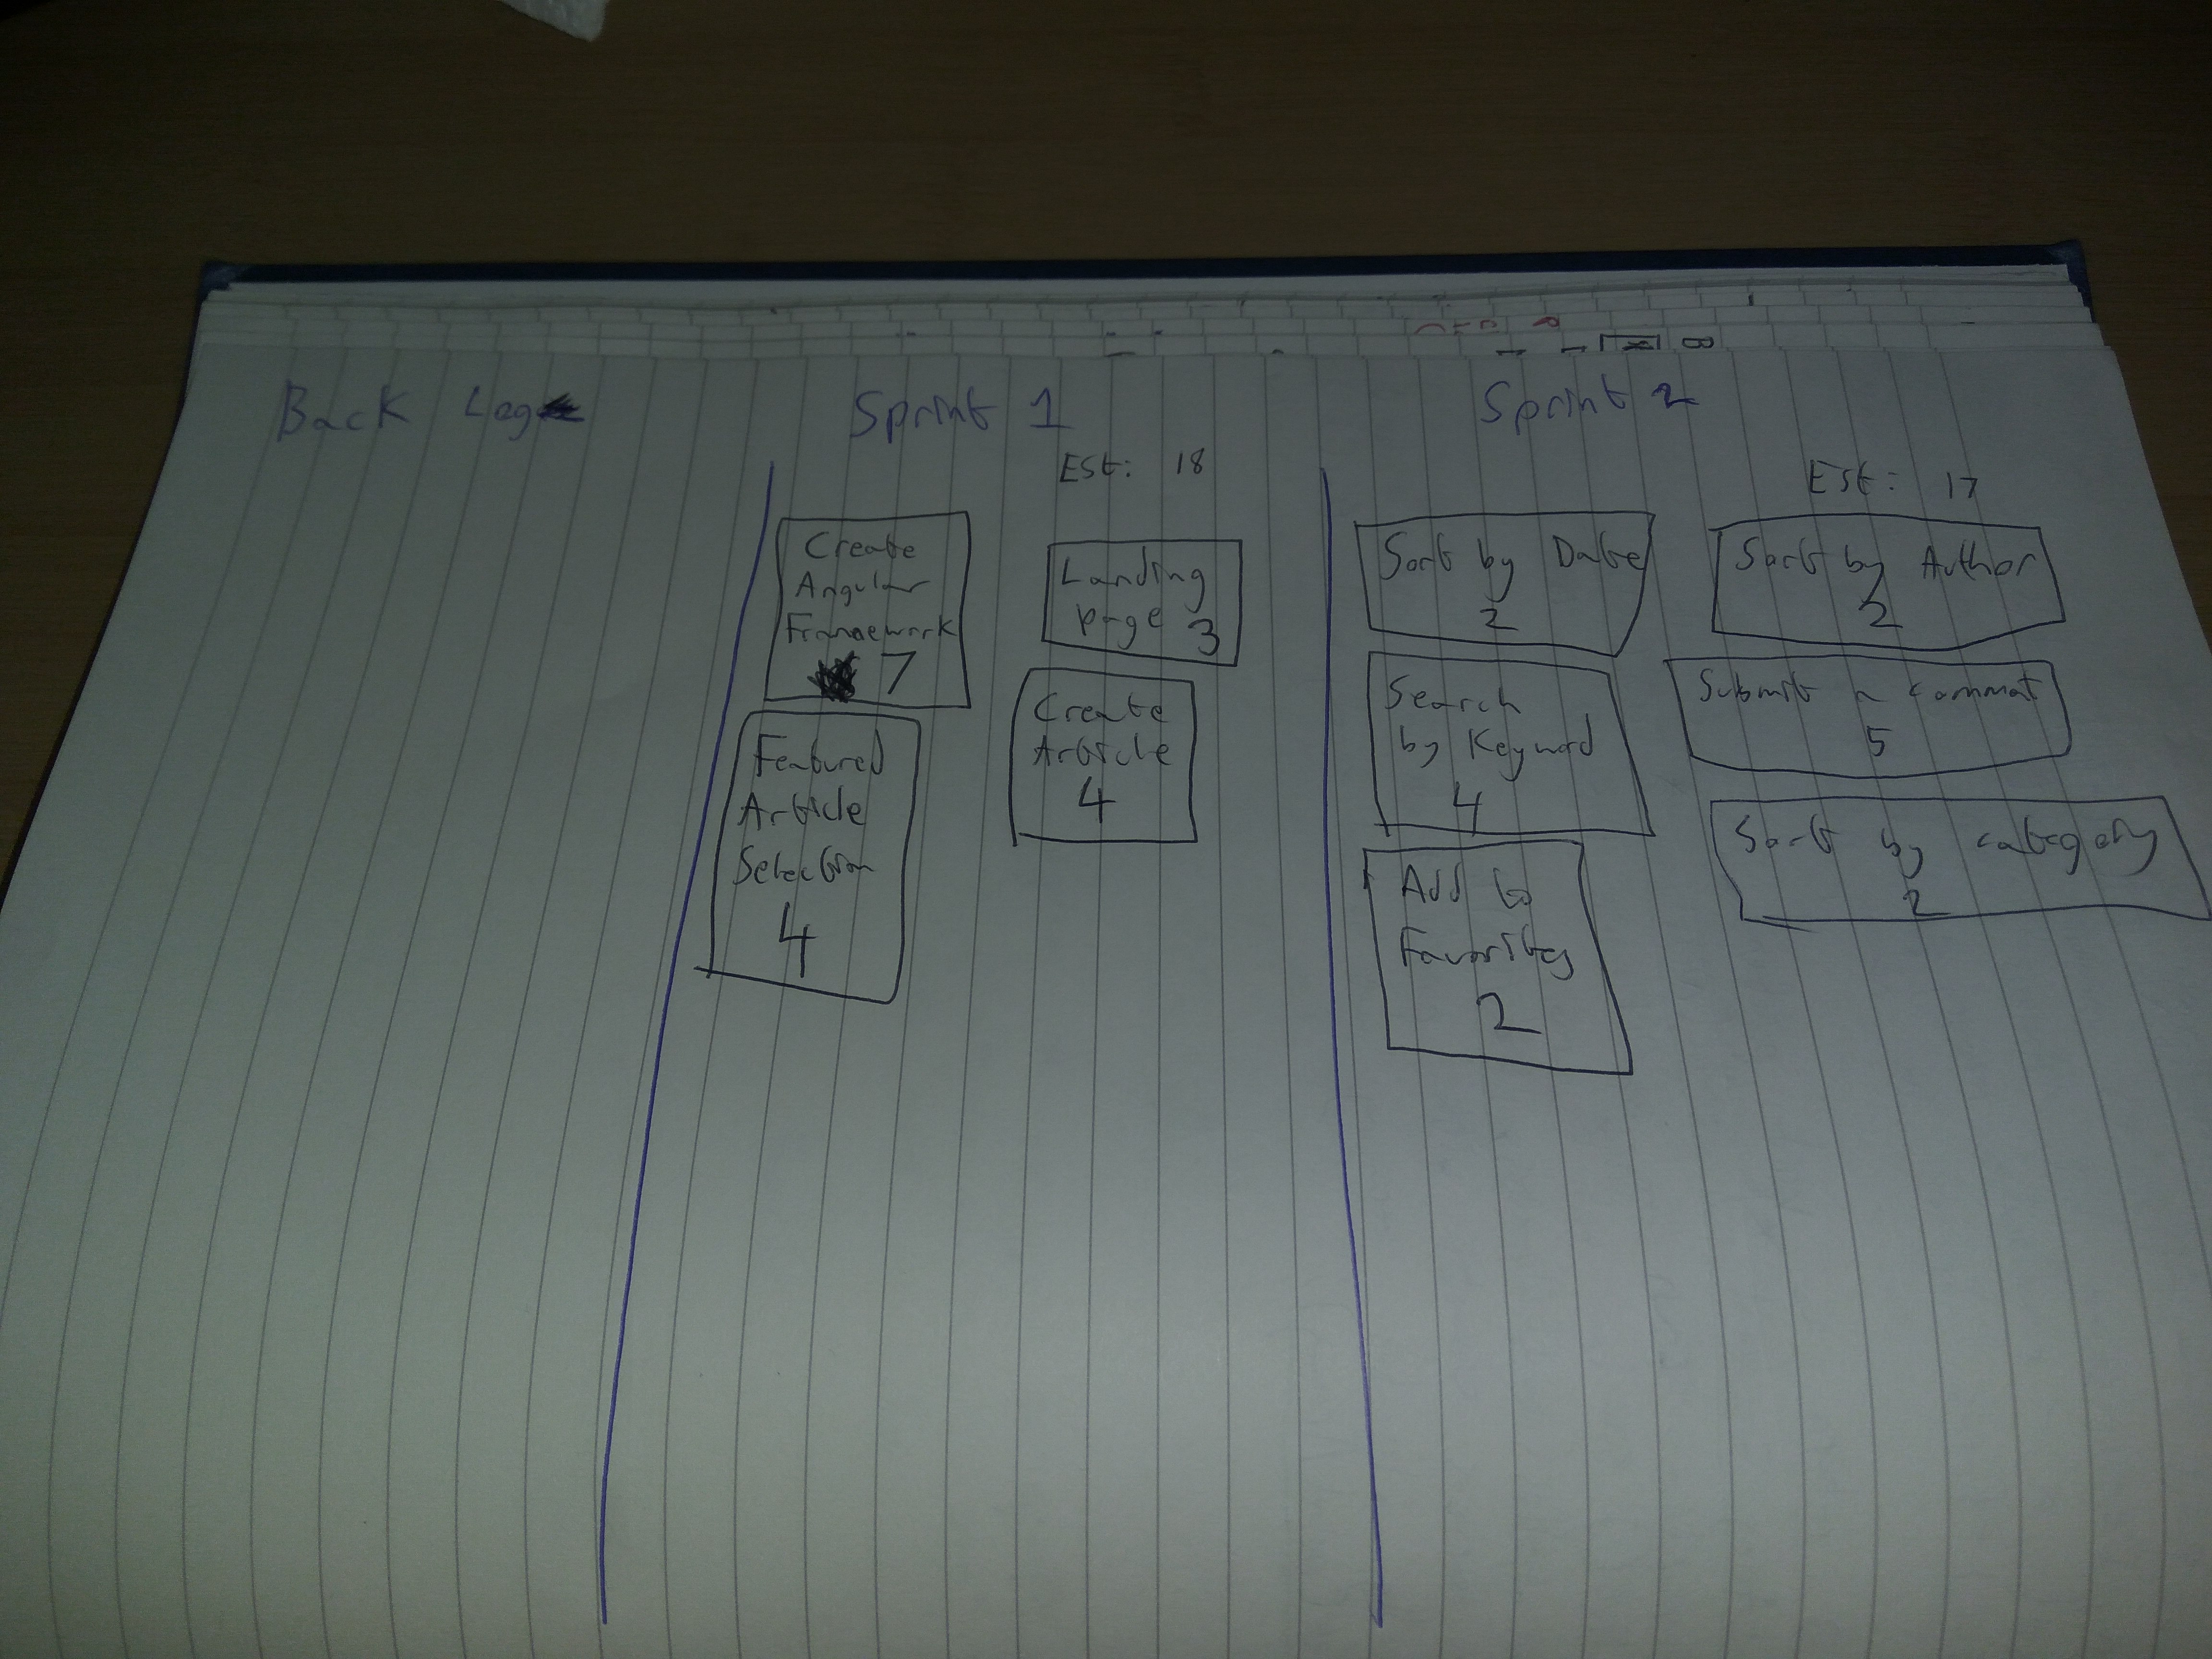 Back Log
Sprint 1
Est: 18
Create
Angular
Framework
7
Landing
page 3
Featured
Article
Selection
4
Create
Article
4
Sprint 2
Est: 17
Sort by Date
2
Sort by Author
2
Search
by Keyword
4
Submit a comment
5
Add to
Favorites
2
Sort by category
2